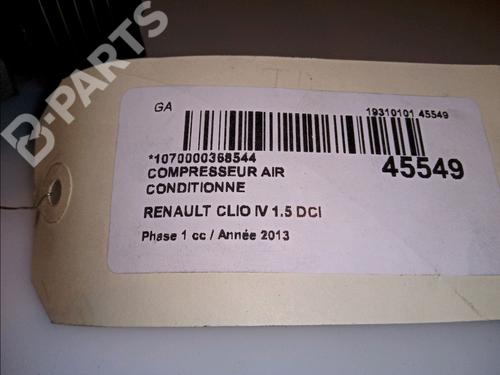 B-PARTS
GA
19310101 45549
*1070000368544
45549
COMPRESSEUR AIR
CONDITIONNE
RENAULT CLIO IV 1.5 DCI
Phase 1 cc / Année 2013